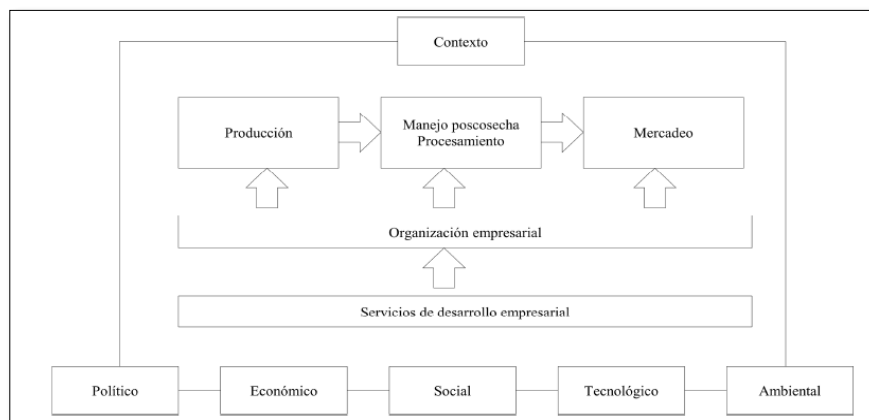 Contexto
Producción
Manejo poscosecha
Procesamiento
Mercadeo
Organización empresarial
Servicios de desarrollo empresarial
Político
Económico
Social
Tecnológico
Ambiental